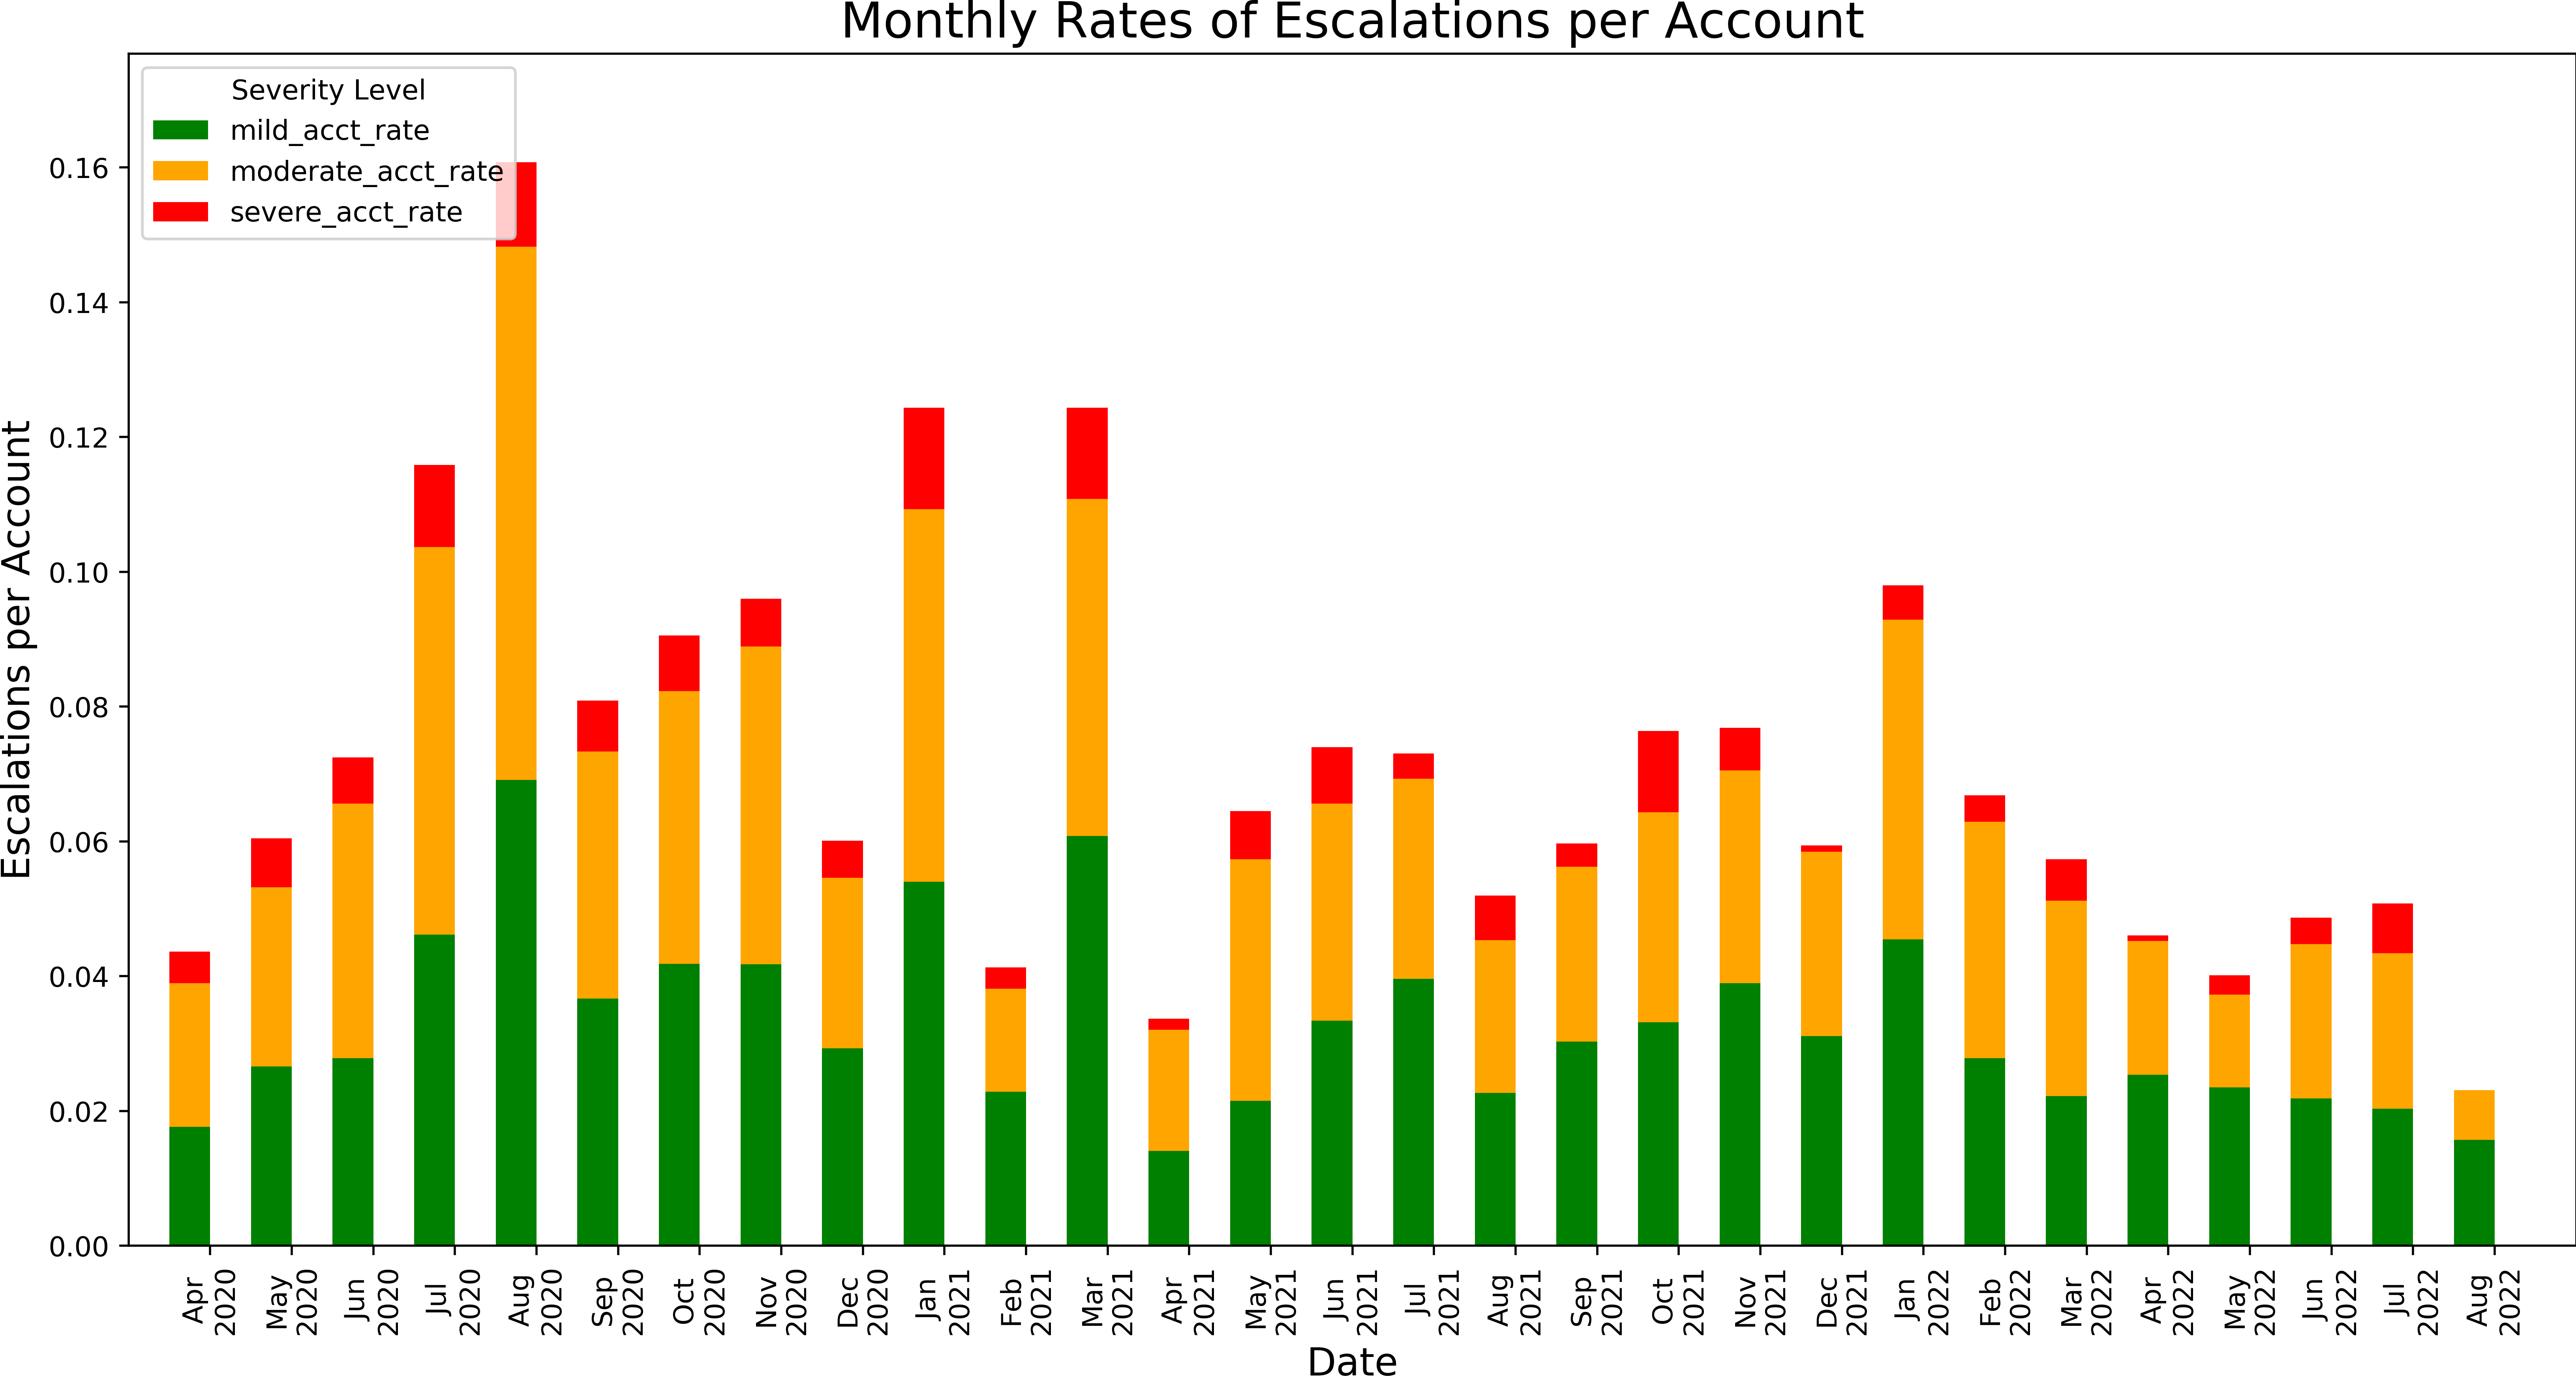 Monthly Rates of Escalations per Account
Severity Level
mild_acct_rate
moderate_acct_rate
severe_acct_rate
Escalations per Account
0.16
0.14
0.12
0.10
0.08
0.06
0.04
0.02
0.00
Apr
2020
May
2020
Jun
2020
Jul
2020
Aug
2020
Sep
2020
Oct
2020
Nov
2020
Dec
2020
Jan
2021
Feb
2021
Mar
2021
Apr
2021
May
2021
Jun
2021
Jul
2021
Aug
2021
Sep
2021
Oct
2021
Nov
2021
Dec
2021
Jan
2022
Feb
2022
Mar
2022
Apr
2022
May
2022
Jun
2022
Jul
2022
Aug
2022
Date